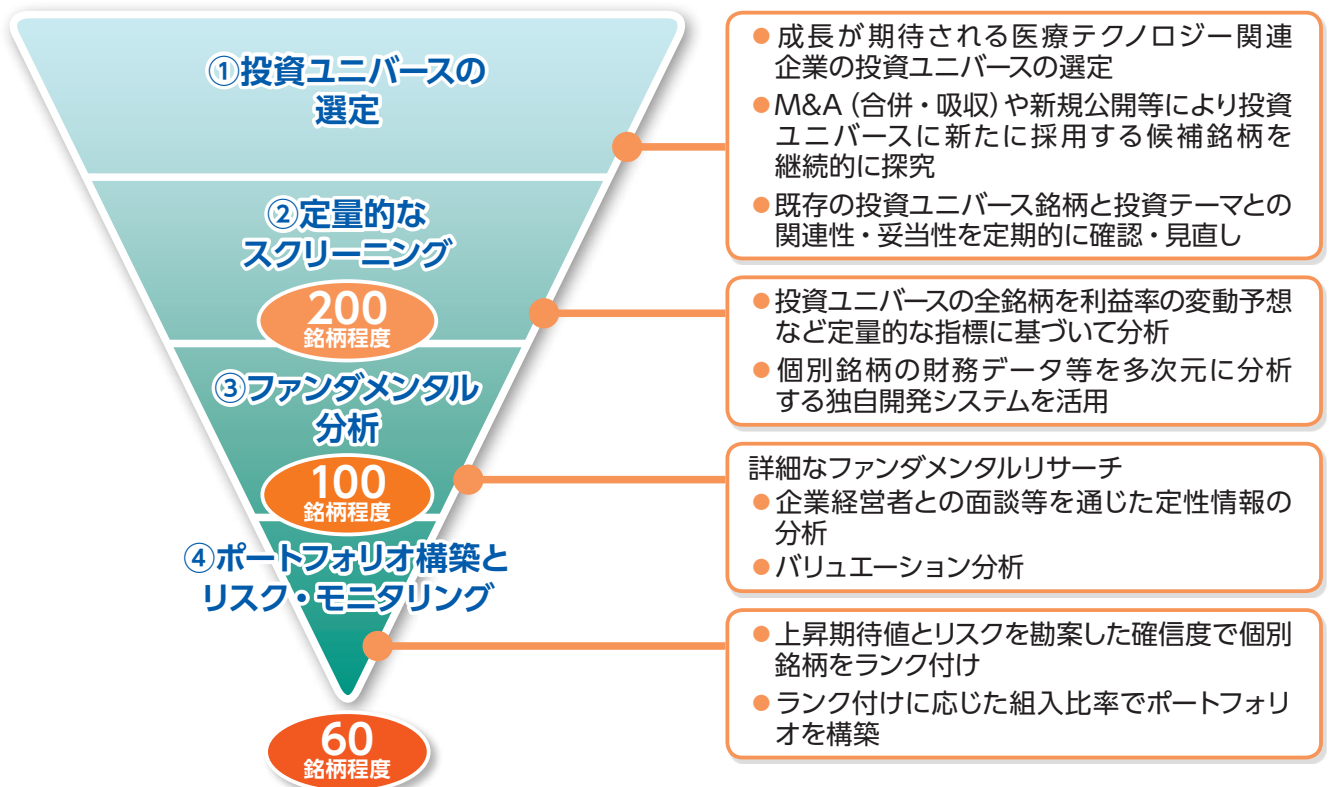 ①投資ユニバースの
選定
●成長が期待される医療テクノロジー関連
企業の投資ユニバースの選定
●M&A（合併・吸収）や新規公開等により投資
ユニバースに新たに採用する候補銘柄を
継続的に探究
●既存の投資ユニバース銘柄と投資テーマとの
関連性・妥当性を定期的に確認・見直し
②定量的な
スクリーニング
200
銘柄程度
●投資ユニバースの全銘柄を利益率の変動予想
など定量的な指標に基づいて分析
●個別銘柄の財務データ等を多次元に分析
する独自開発システムを活用
③ファンダメンタル
分析
100
銘柄程度
詳細なファンダメンタルリサーチ
●企業経営者との面談等を通じた定性情報の
分析
●バリュエーション分析
④ポートフォリオ構築と
リスク・モニタリング
●上昇期待値とリスクを勘案した確信度で個別
銘柄をランク付け
●ランク付けに応じた組入比率でポートフォリ
オを構築
60
銘柄程度